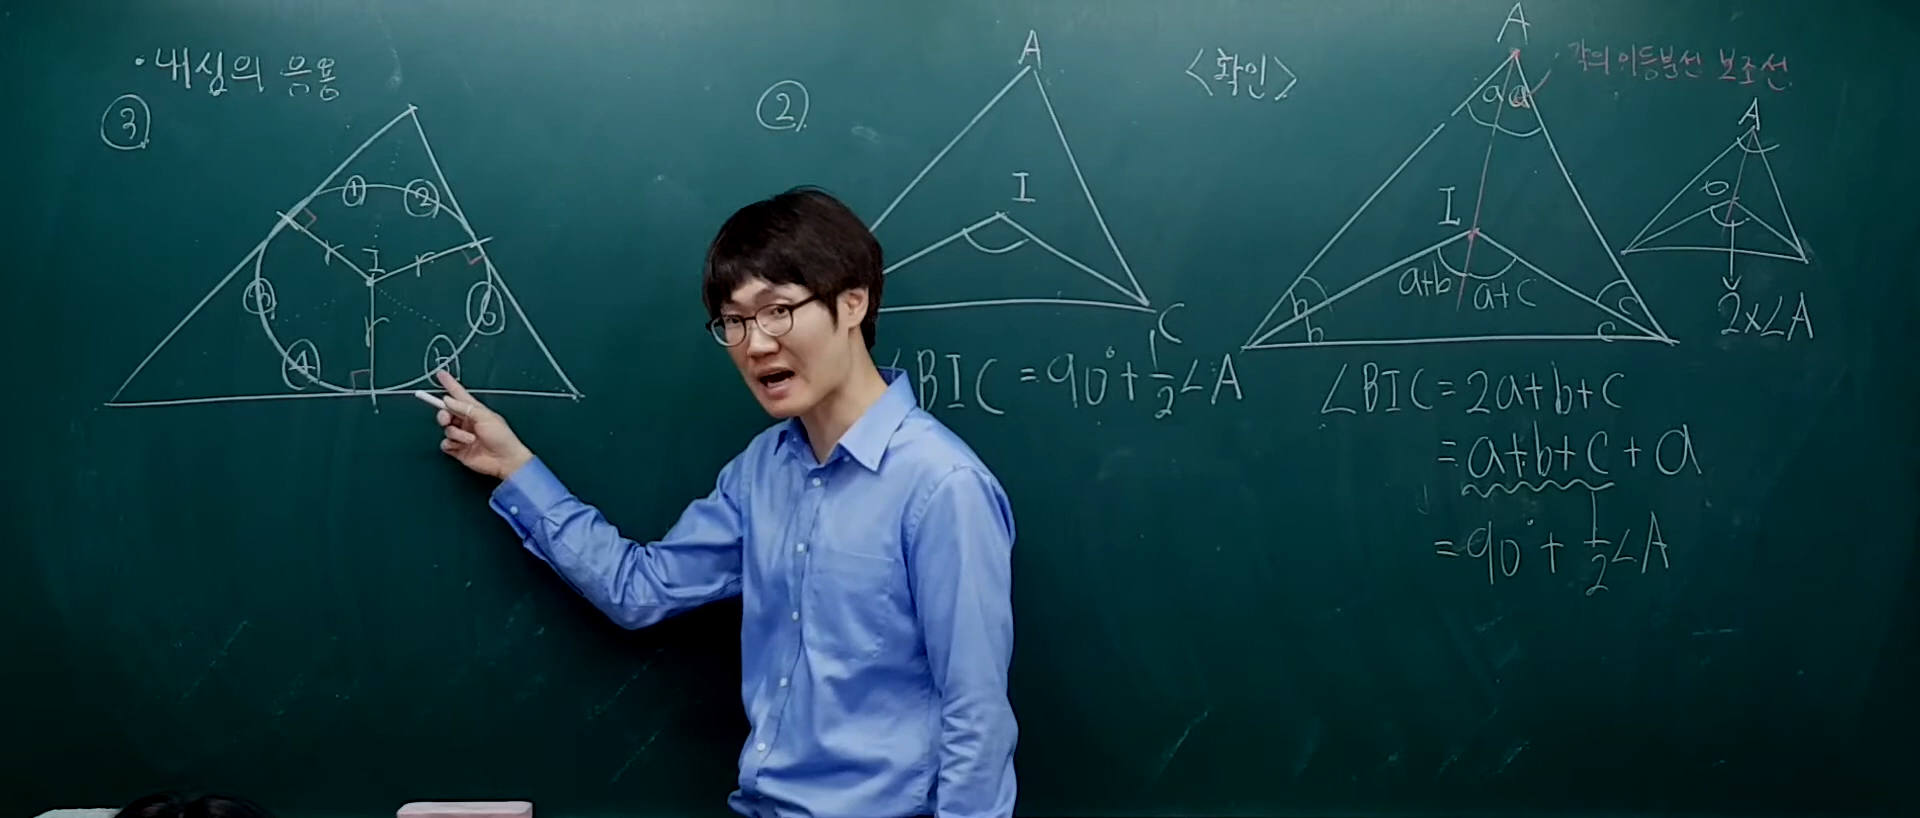 · 내심의 응용
③
①
②
r
I
r
③
r
⑥
④
⑤
②
A
I
C
∠BIC = 90° + 1/2 ∠A
<확인>
A
· 각의 이등분선 보조선
a
a
I
b
a+b
a+c
c
b
c
A
2×∠A
∠BIC = 2a+b+c
= a+b+c + a
= 90° + 1/2 ∠A